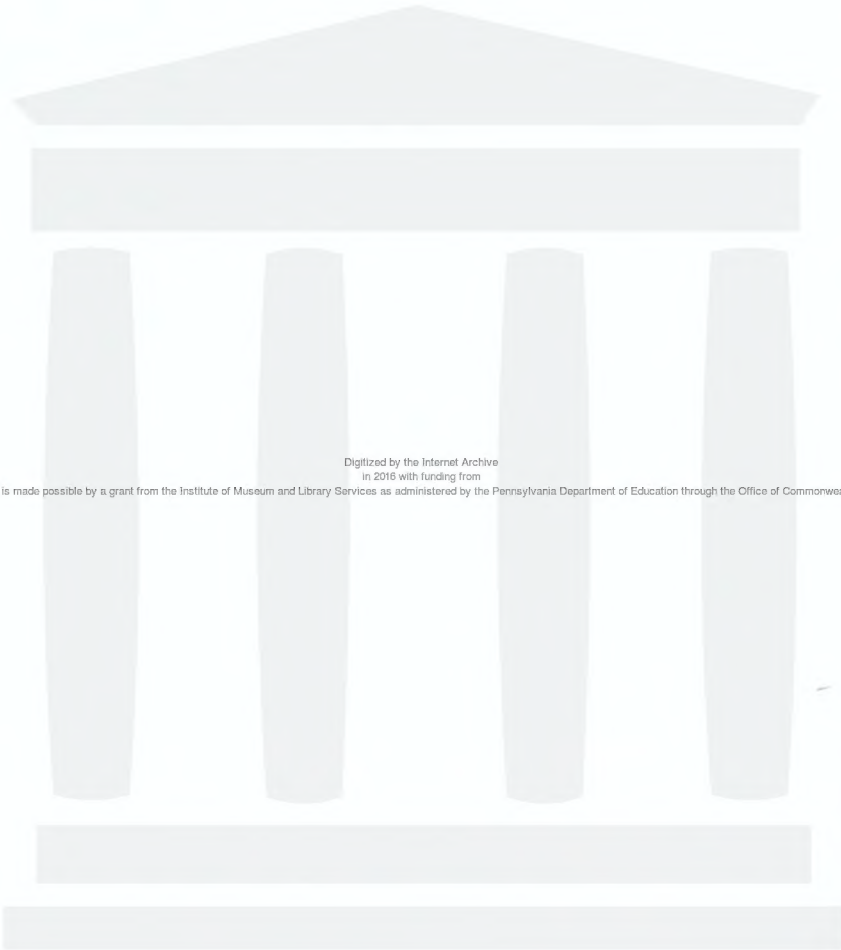 Digitized by the Internet Archive
in 2016 with funding from
is made possible by a grant from the Institute of Museum and Library Services as administered by the Pennsylvania Department of Education through the Office of Commonwea